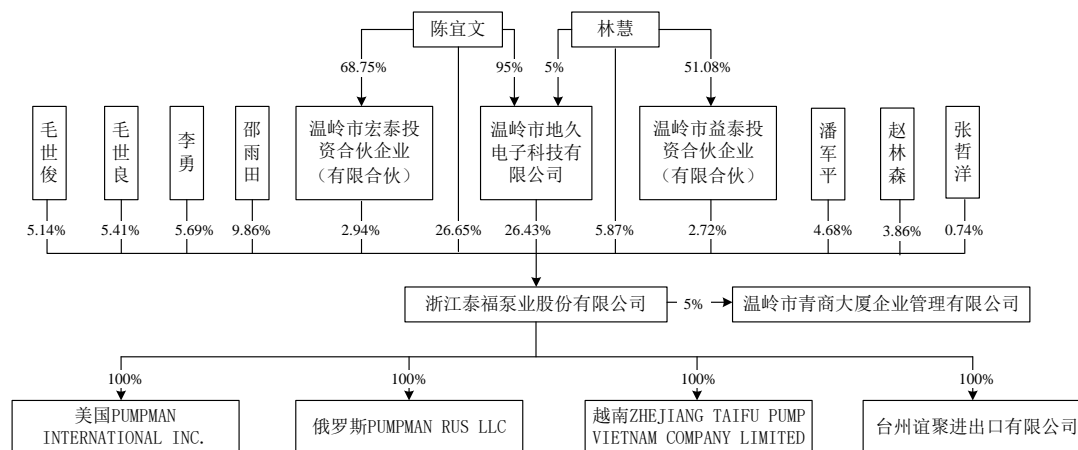 陈宜文
林慧
68.75%
95%
5%
51.08%
毛世俊
毛世良
李勇
邵雨田
温岭市宏泰投
资合伙企业
（有限合伙）
温岭市地久
电子科技有
限公司
温岭市益泰投
资合伙企业
（有限合伙）
潘军平
赵林森
张哲洋
5.14%
5.41%
5.69%
9.86%
2.94%
26.65%
26.43%
5.87%
2.72%
4.68%
3.86%
0.74%
浙江泰福泵业股份有限公司
5%
温岭市青商大厦企业管理有限公司
100%
100%
100%
100%
美国PUMPMAN
INTERNATIONAL INC.
俄罗斯PUMPMAN RUS LLC
越南ZHEJIANG TAIFU PUMP
VIETNAM COMPANY LIMITED
台州谊聚进出口有限公司